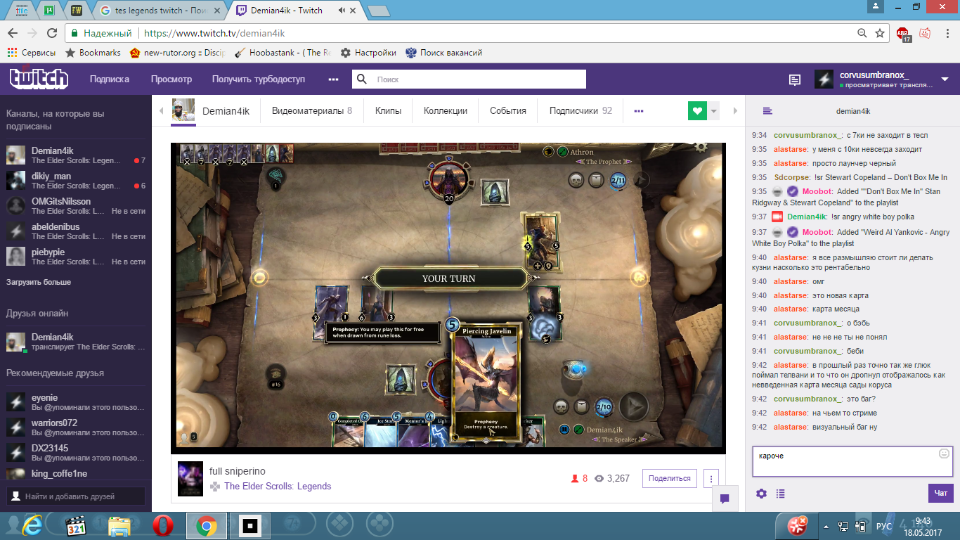 tes legends twitch - Пои
Demian4ik - Twitch
Надежный
https://www.twitch.tv/demian4ik
Сервисы
Bookmarks
new-rutor.org :: Disc
Hoobastank - ( The R
Настройки
Поиск вакансий
twitch
Подписка
Просмотр
Получить турбодоступ
Поиск
corvusumbranox_
просматривает трансля...
Каналы, на которые вы подписаны
Demian4ik
The Elder Scrolls: Legen...
7
dikiy_man
The Elder Scrolls: Legen...
6
OMGitsNilsson
The Elder Scrolls: L...
Не в сети
abeldenibus
The Elder Scrolls: L...
Не в сети
piebypie
The Elder Scrolls: L...
Не в сети
Загрузить больше
Друзья онлайн
Demian4ik
транслирует The Elder Scrolls...
Рекомендуемые друзья
eyenie
Вы @упоминали этого пользо...
warriors072
Вы @упоминали этого пользо...
DX23145
Вы @упоминали этого пользо...
king_coffe1ne
Найти и добавить друзей
Demian4ik
Видеоматериалы 8
Клипы
Коллекции
События
Подписчики 92
Athron
The Prophet
20
2/11
YOUR TURN
Prophecy: You may play this for free
when drawn from rune loss.
5
Piercing Javelin
Prophecy
Destroy a creature.
2/10
Demian4ik
The Speaker
full sniperino
The Elder Scrolls: Legends
8
3,267
Поделиться
demian4ik
9:34 corvusumbranox_: с 7ки не заходит в тесл
9:35 alastarse: у меня с 10ки невсегда заходит
9:35 alastarse: просто лаунчер черный
9:35 Sdcorpse: !sr Stewart Copeland – Don't Box Me In
9:35 Moobot: Added ""Don't Box Me In" Stan
Ridgway & Stewart Copeland" to the playlist
9:37 Demian4ik: !sr angry white boy polka
9:37 Moobot: Added "Weird Al Yankovic - Angry
White Boy Polka" to the playlist
9:40 alastarse: я все размышляю стоит ли делать
кузни насколько это рентабельно
9:40 alastarse: омг
9:40 alastarse: это новая карта
9:40 alastarse: карта месяца
9:41 corvusumbranox_: о бэбь
9:41 alastarse: не не не ты не понял
9:41 corvusumbranox_: беби
9:42 alastarse: в прошлый раз точно так же глюк
поймал телвани и то что он дропнул отображалось как
невведенная карта месяца сады коруса
9:42 corvusumbranox_: это баг?
9:42 alastarse: на чьем то стриме
9:42 alastarse: визуальный баг ну
кароче
Чат
РУС
9:43
18.05.2017